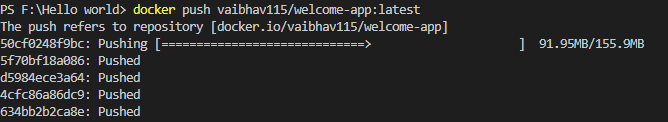 PS F:\Hello world> docker push vaibhav115/welcome-app:latest
The push refers to repository [docker.io/vaibhav115/welcome-app]
50cf0248f9bc: Pushing [=============================>                     ]  91.95MB/155.9MB
5f70bf18a086: Pushed
d5984ece3a64: Pushed
4cfc86a86dc9: Pushed
634bb2b2ca8e: Pushed